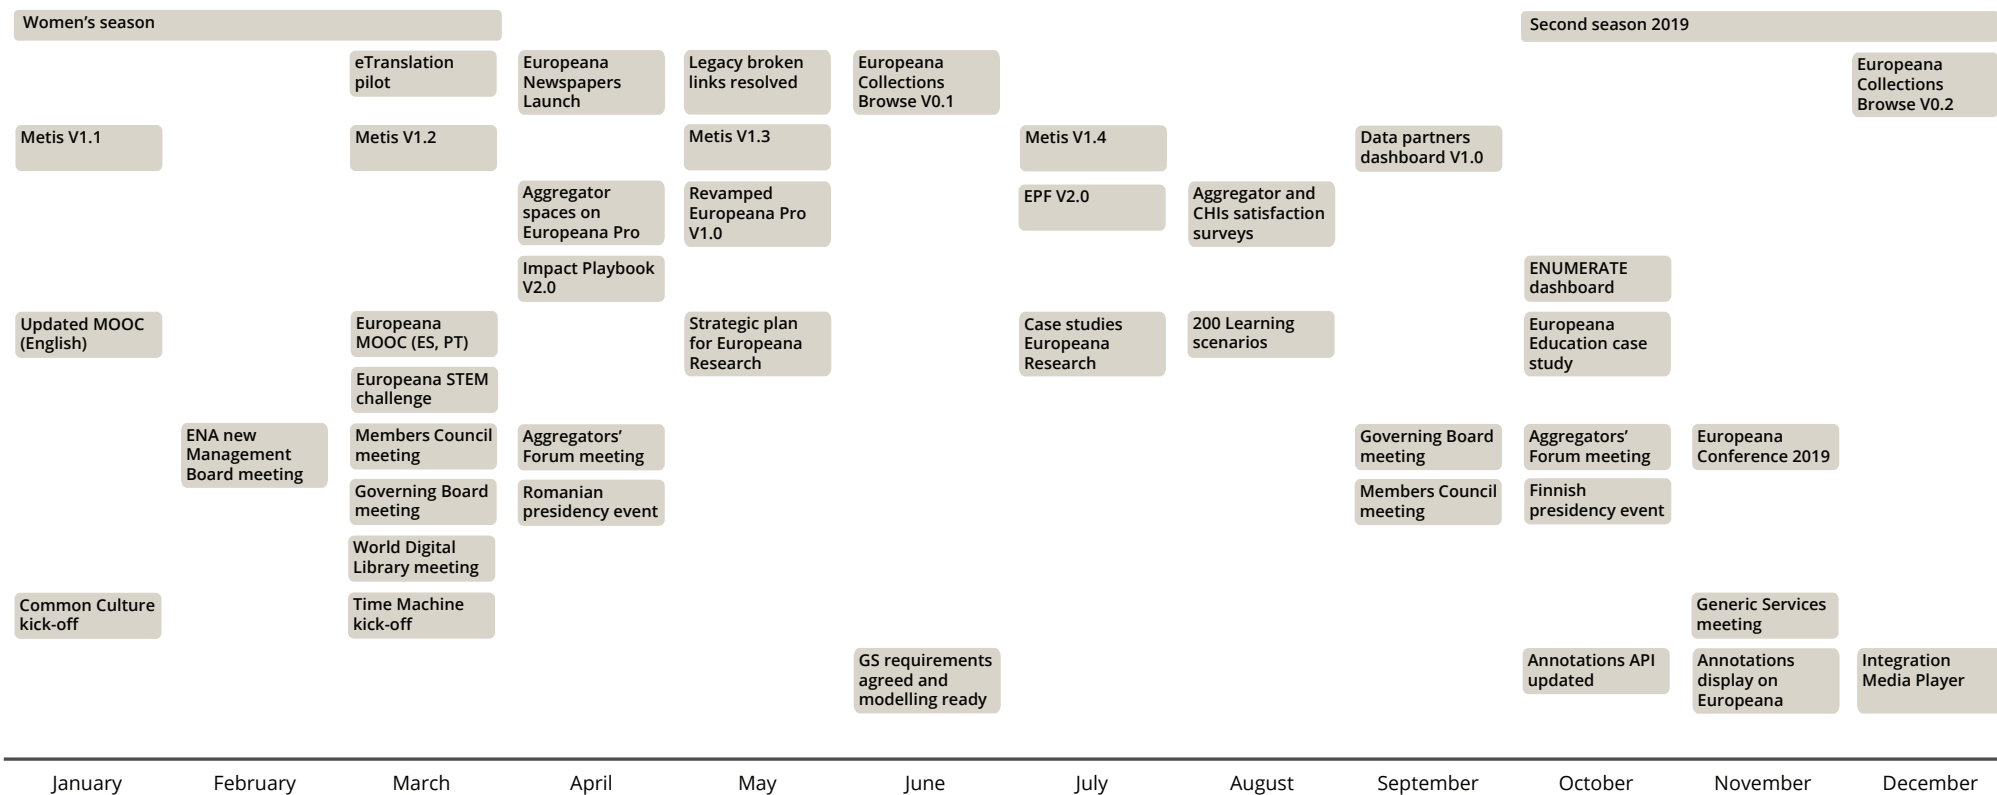 Women's season
Second season 2019
eTranslation
pilot
Europeana
Newspapers
Launch
Legacy broken
links resolved
Europeana
Collections
Browse V0.1
Europeana
Collections
Browse V0.2
Metis V1.1
Metis V1.2
Metis V1.3
Metis V1.4
Data partners
dashboard V1.0
Aggregator
spaces on
Europeana Pro
Revamped
Europeana Pro
V1.0
EPF V2.0
Aggregator and
CHIs satisfaction
surveys
Impact Playbook
V2.0
ENUMERATE
dashboard
Updated MOOC
(English)
Europeana
MOOC (ES, PT)
Strategic plan
for Europeana
Research
Case studies
Europeana
Research
200 Learning
scenarios
Europeana
Education case
study
Europeana STEM
challenge
ENA new
Management
Board meeting
Members Council
meeting
Aggregators’
Forum meeting
Governing Board
meeting
Aggregators’
Forum meeting
Europeana
Conference 2019
Governing Board
meeting
Romanian
presidency event
Members Council
meeting
Finnish
presidency event
World Digital
Library meeting
Common Culture
kick-off
Time Machine
kick-off
Generic Services
meeting
GS requirements
agreed and
modelling ready
Annotations API
updated
Annotations
display on
Europeana
Integration
Media Player
January
February
March
April
May
June
July
August
September
October
November
December